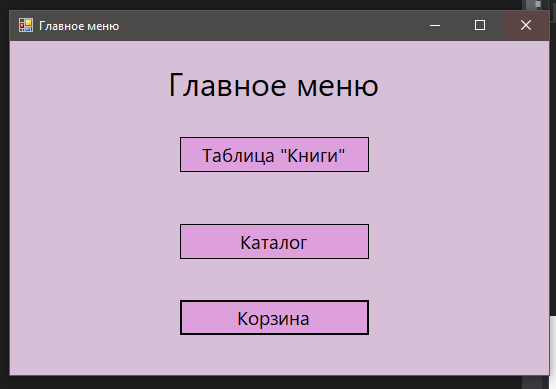 Главное меню
Главное меню
Таблица "Книги"
Каталог
Корзина